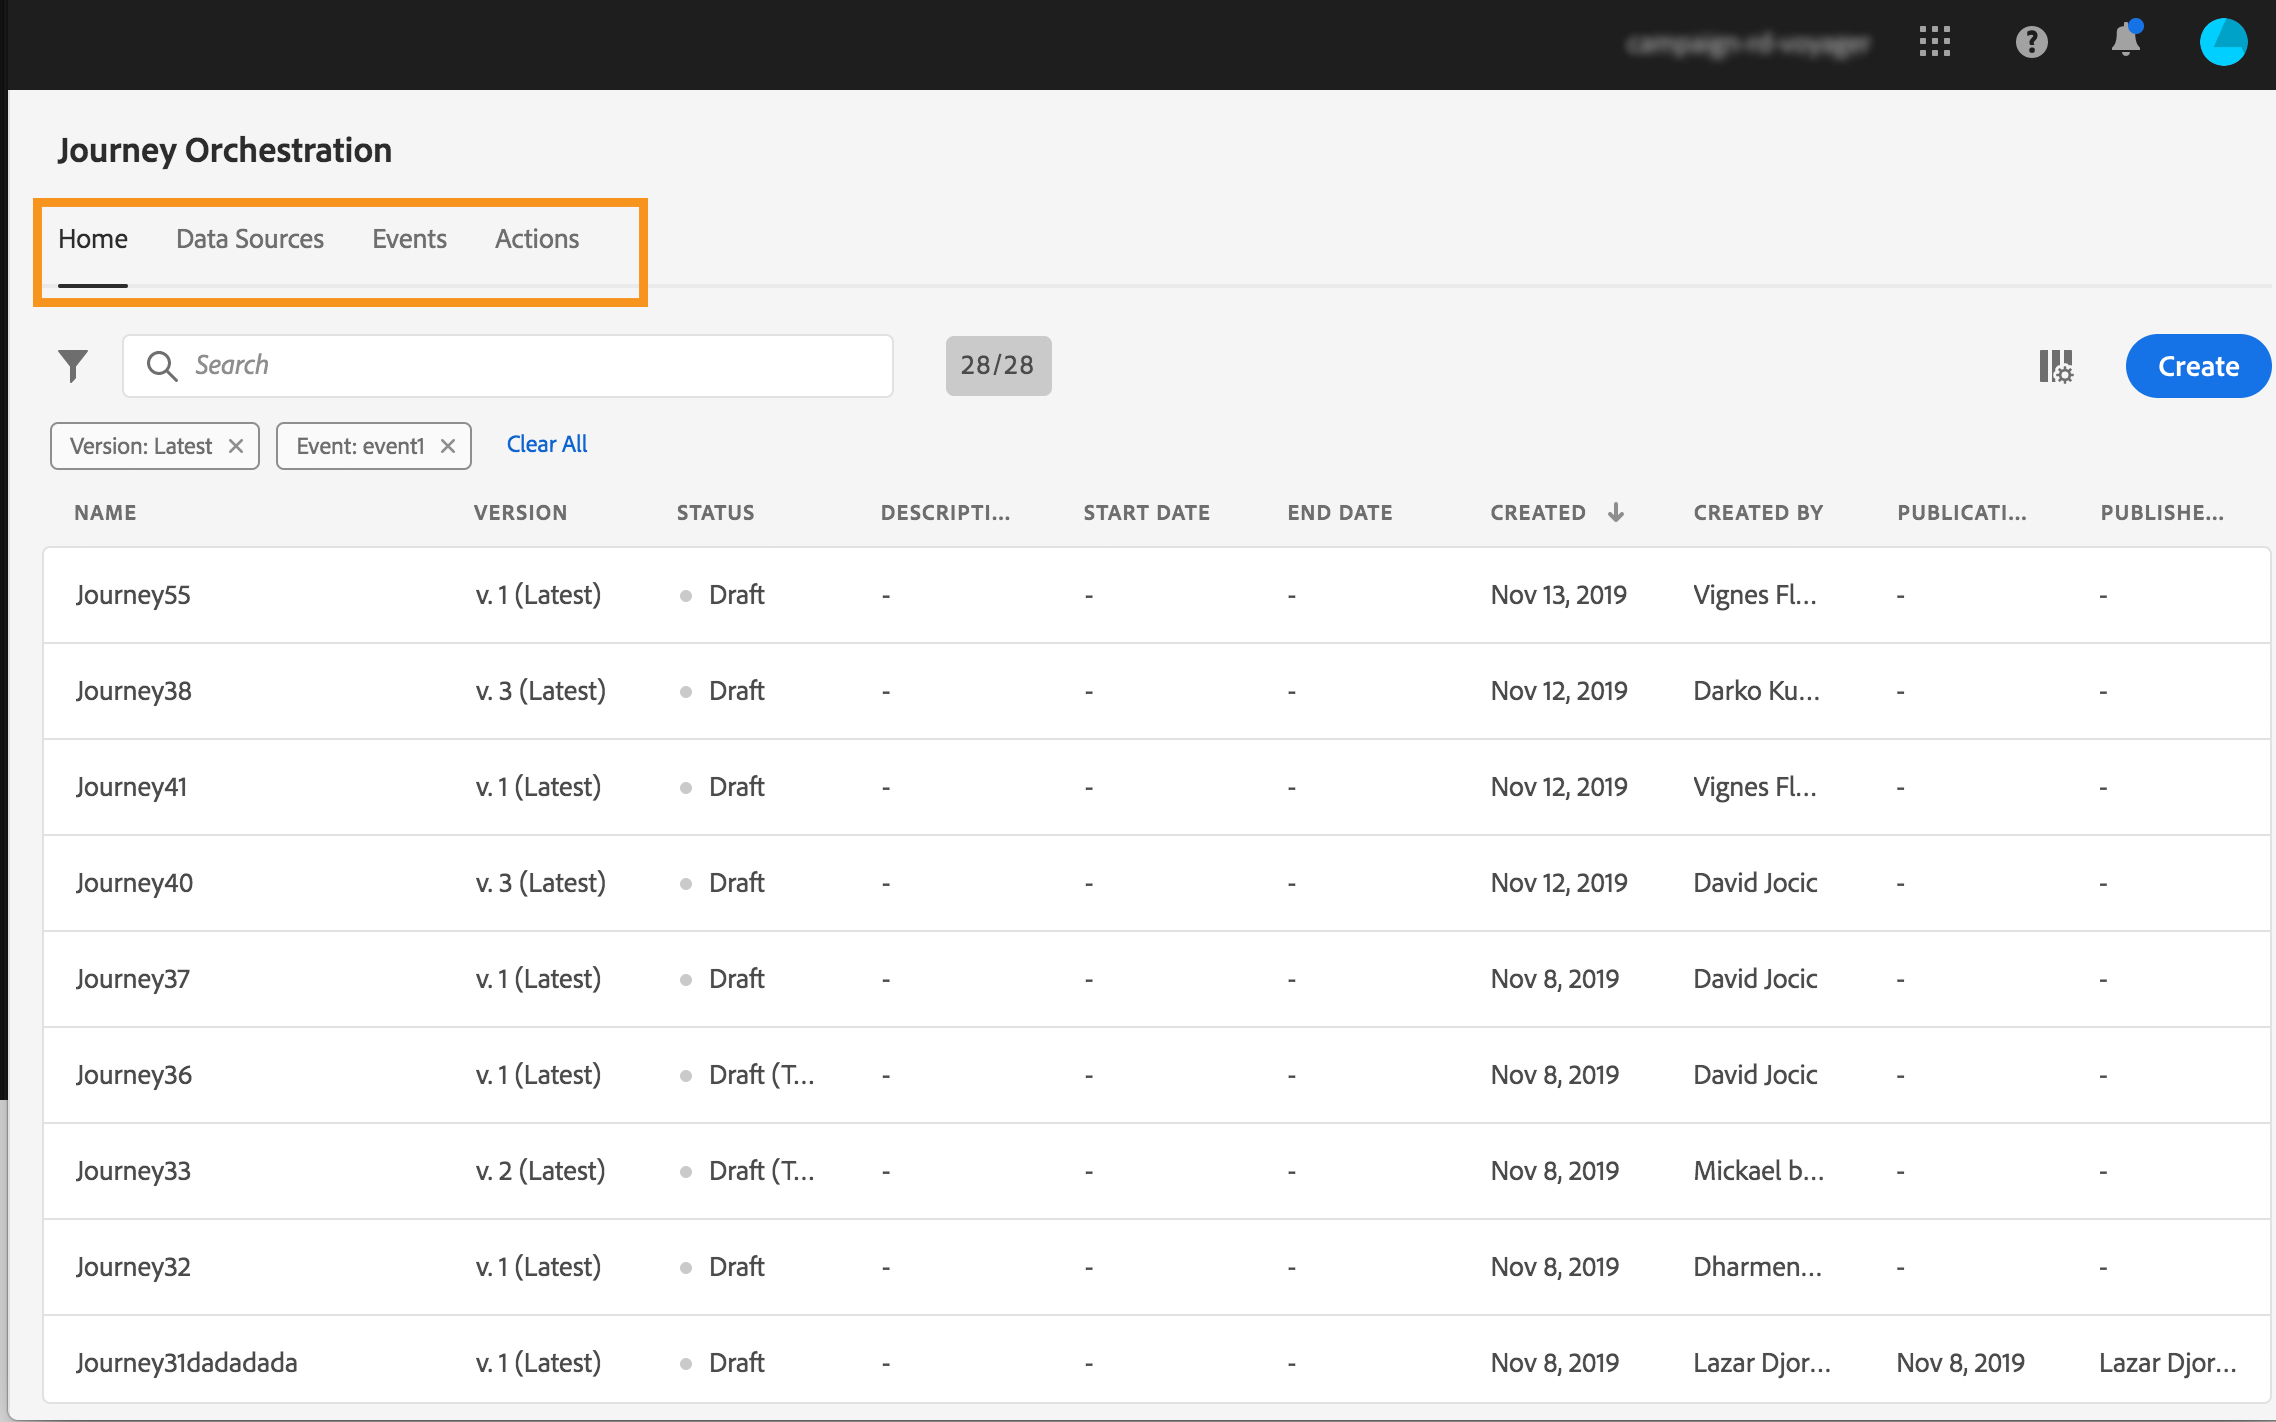 Journey Orchestration
Home Data Sources Events Actions
Search 28/28 Create
Version: Latest Event: event1 Clear All
NAME VERSION STATUS DESCRIPTI... START DATE END DATE CREATED CREATED BY PUBLICATI... PUBLISHE...
Journey55 v. 1 (Latest) Draft - - - Nov 13, 2019 Vignes Fl... - -
Journey38 v. 3 (Latest) Draft - - - Nov 12, 2019 Darko Ku... - -
Journey41 v. 1 (Latest) Draft - - - Nov 12, 2019 Vignes Fl... - -
Journey40 v. 3 (Latest) Draft - - - Nov 12, 2019 David Jocic - -
Journey37 v. 1 (Latest) Draft - - - Nov 8, 2019 David Jocic - -
Journey36 v. 1 (Latest) Draft (T... - - - Nov 8, 2019 David Jocic - -
Journey33 v. 2 (Latest) Draft (T... - - - Nov 8, 2019 Mickael b... - -
Journey32 v. 1 (Latest) Draft - - - Nov 8, 2019 Dharmen... - -
Journey31dadadada v. 1 (Latest) Draft - - - Nov 8, 2019 Lazar Djor... Nov 8, 2019 Lazar Djor...